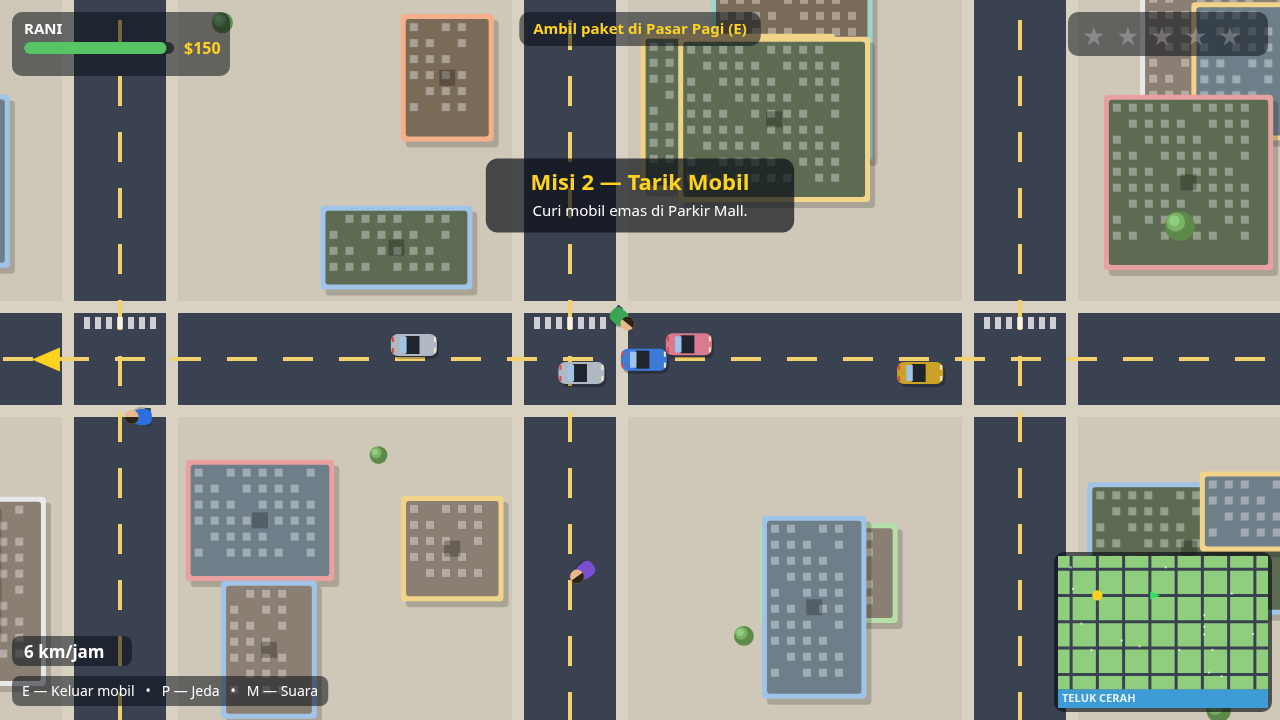 RANI
$150
Ambil paket di Pasar Pagi (E)
★ ★ ★ ★ ★
Misi 2 — Tarik Mobil
Curi mobil emas di Parkir Mall.
6 km/jam
E — Keluar mobil • P — Jeda • M — Suara
TELUK CERAH